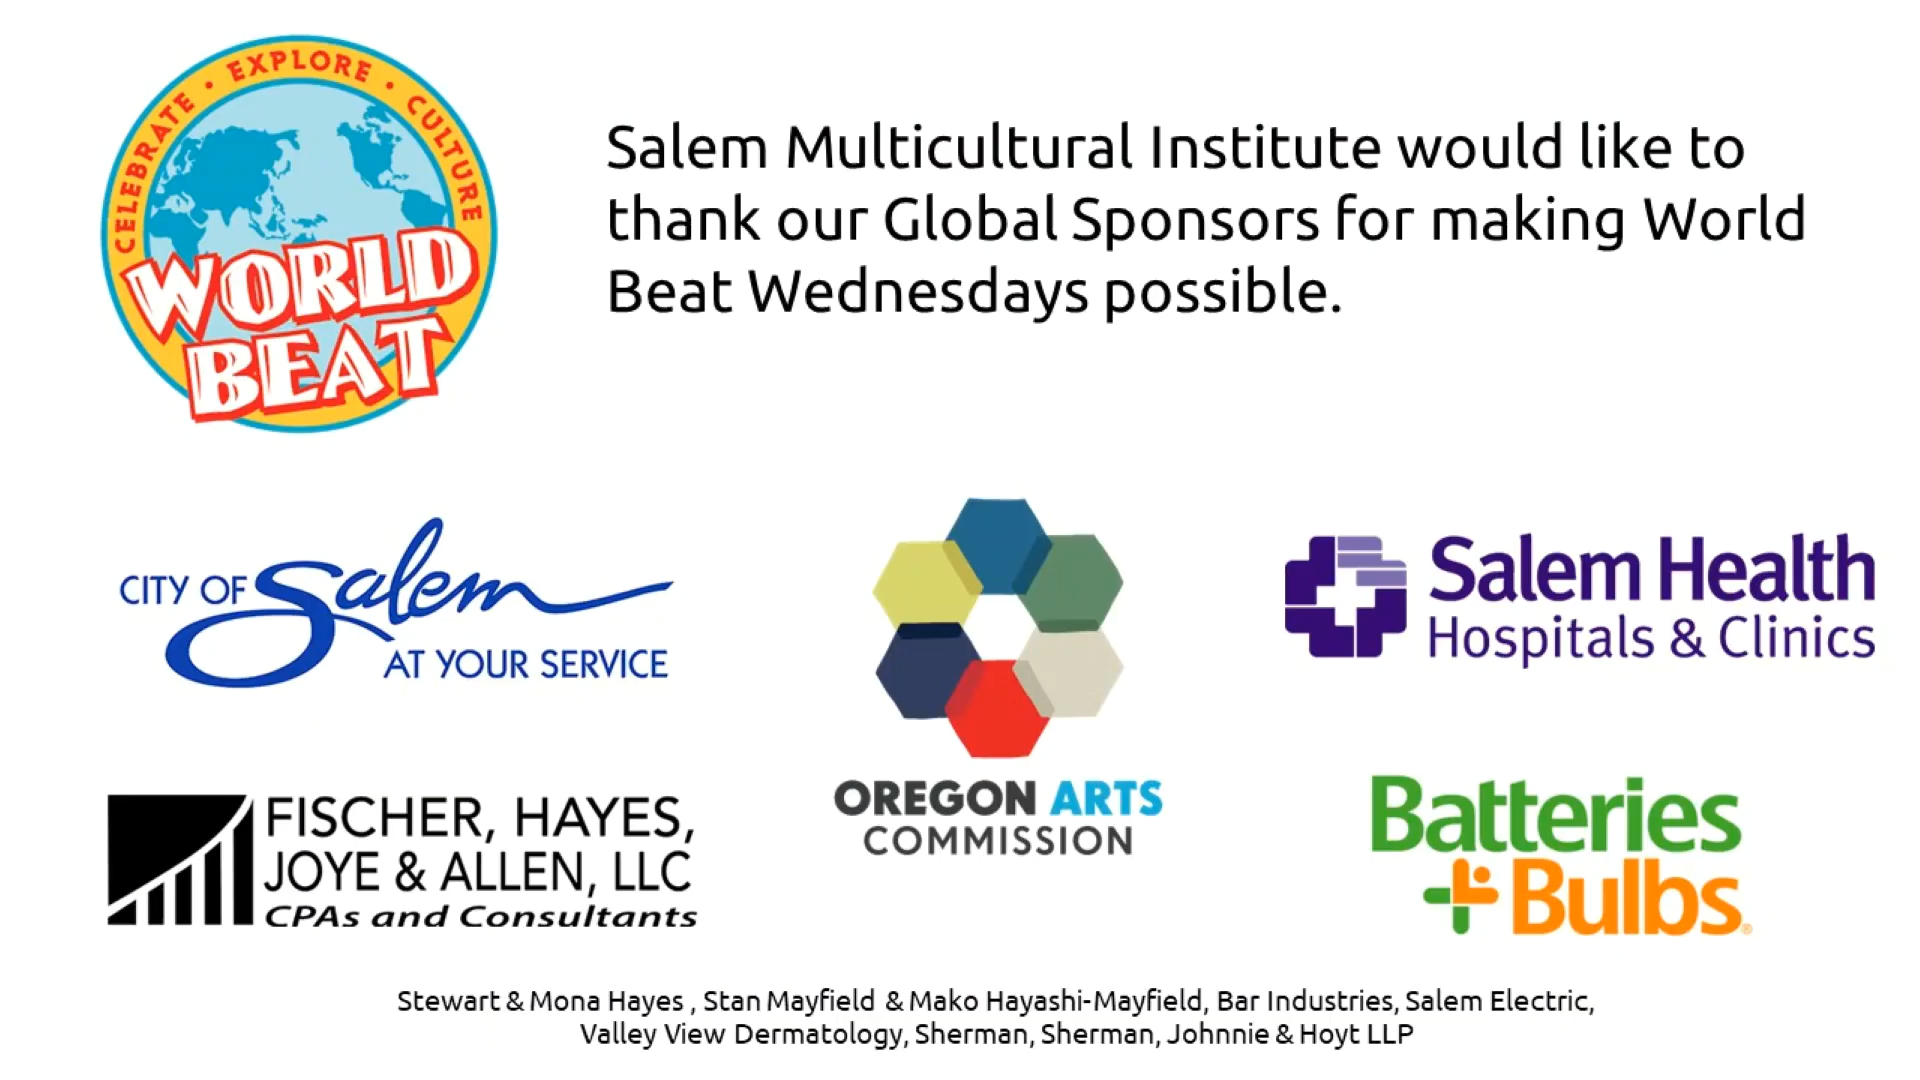 CELEBRATE • EXPLORE • CULTURE
WORLD
BEAT
Salem Multicultural Institute would like to
thank our Global Sponsors for making World
Beat Wednesdays possible.
CITY OF Salem
AT YOUR SERVICE
OREGON ARTS
COMMISSION
Salem Health
Hospitals & Clinics
FISCHER, HAYES,
JOYE & ALLEN, LLC
CPAs and Consultants
Batteries
+ Bulbs®
Stewart & Mona Hayes , Stan Mayfield & Mako Hayashi-Mayfield, Bar Industries, Salem Electric,
Valley View Dermatology, Sherman, Sherman, Johnnie & Hoyt LLP